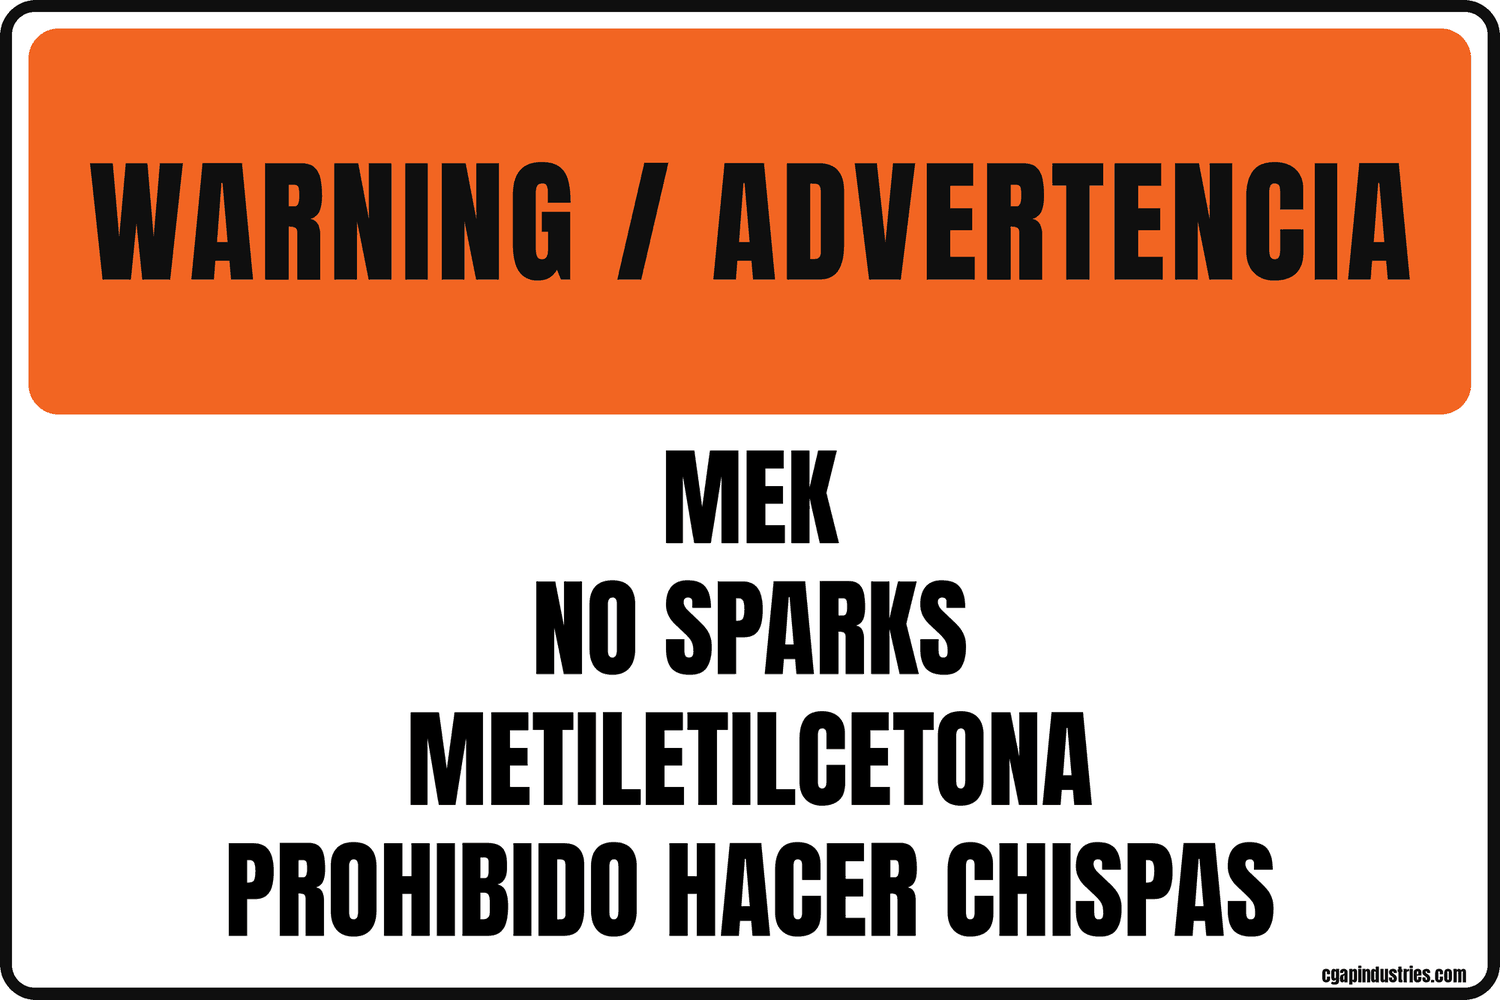 WARNING / ADVERTENCIA
MEK
NO SPARKS
METILETILCETONA
PROHIBIDO HACER CHISPAS
cgapindustries.com